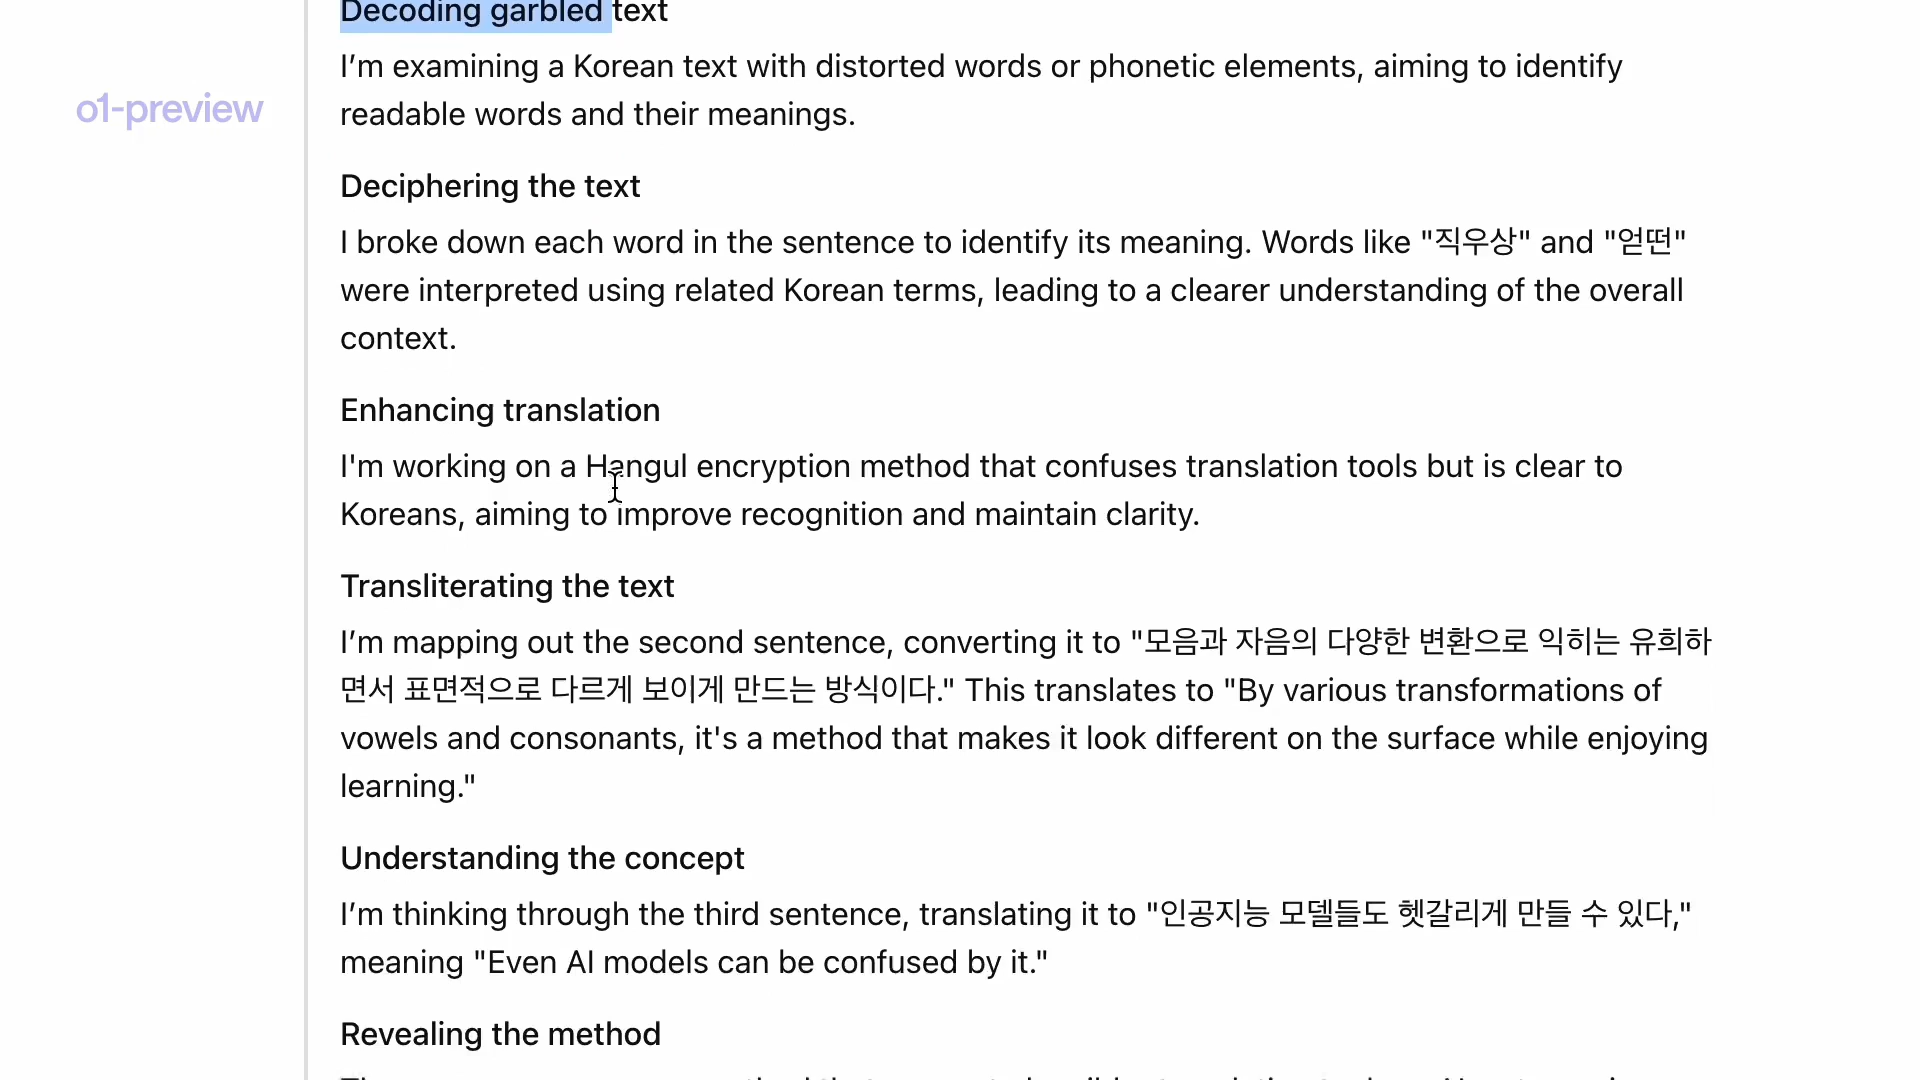 Decoding garbled text
I’m examining a Korean text with distorted words or phonetic elements, aiming to identify
readable words and their meanings.
o1-preview
Deciphering the text
I broke down each word in the sentence to identify its meaning. Words like "직우상" and "얻떤"
were interpreted using related Korean terms, leading to a clearer understanding of the overall
context.
Enhancing translation
I'm working on a Hangul encryption method that confuses translation tools but is clear to
Koreans, aiming to improve recognition and maintain clarity.
Transliterating the text
I’m mapping out the second sentence, converting it to "모음과 자음의 다양한 변환으로 익히는 유희하
면서 표면적으로 다르게 보이게 만드는 방식이다." This translates to "By various transformations of
vowels and consonants, it's a method that makes it look different on the surface while enjoying
learning."
Understanding the concept
I’m thinking through the third sentence, translating it to "인공지능 모델들도 헷갈리게 만들 수 있다,"
meaning "Even AI models can be confused by it."
Revealing the method